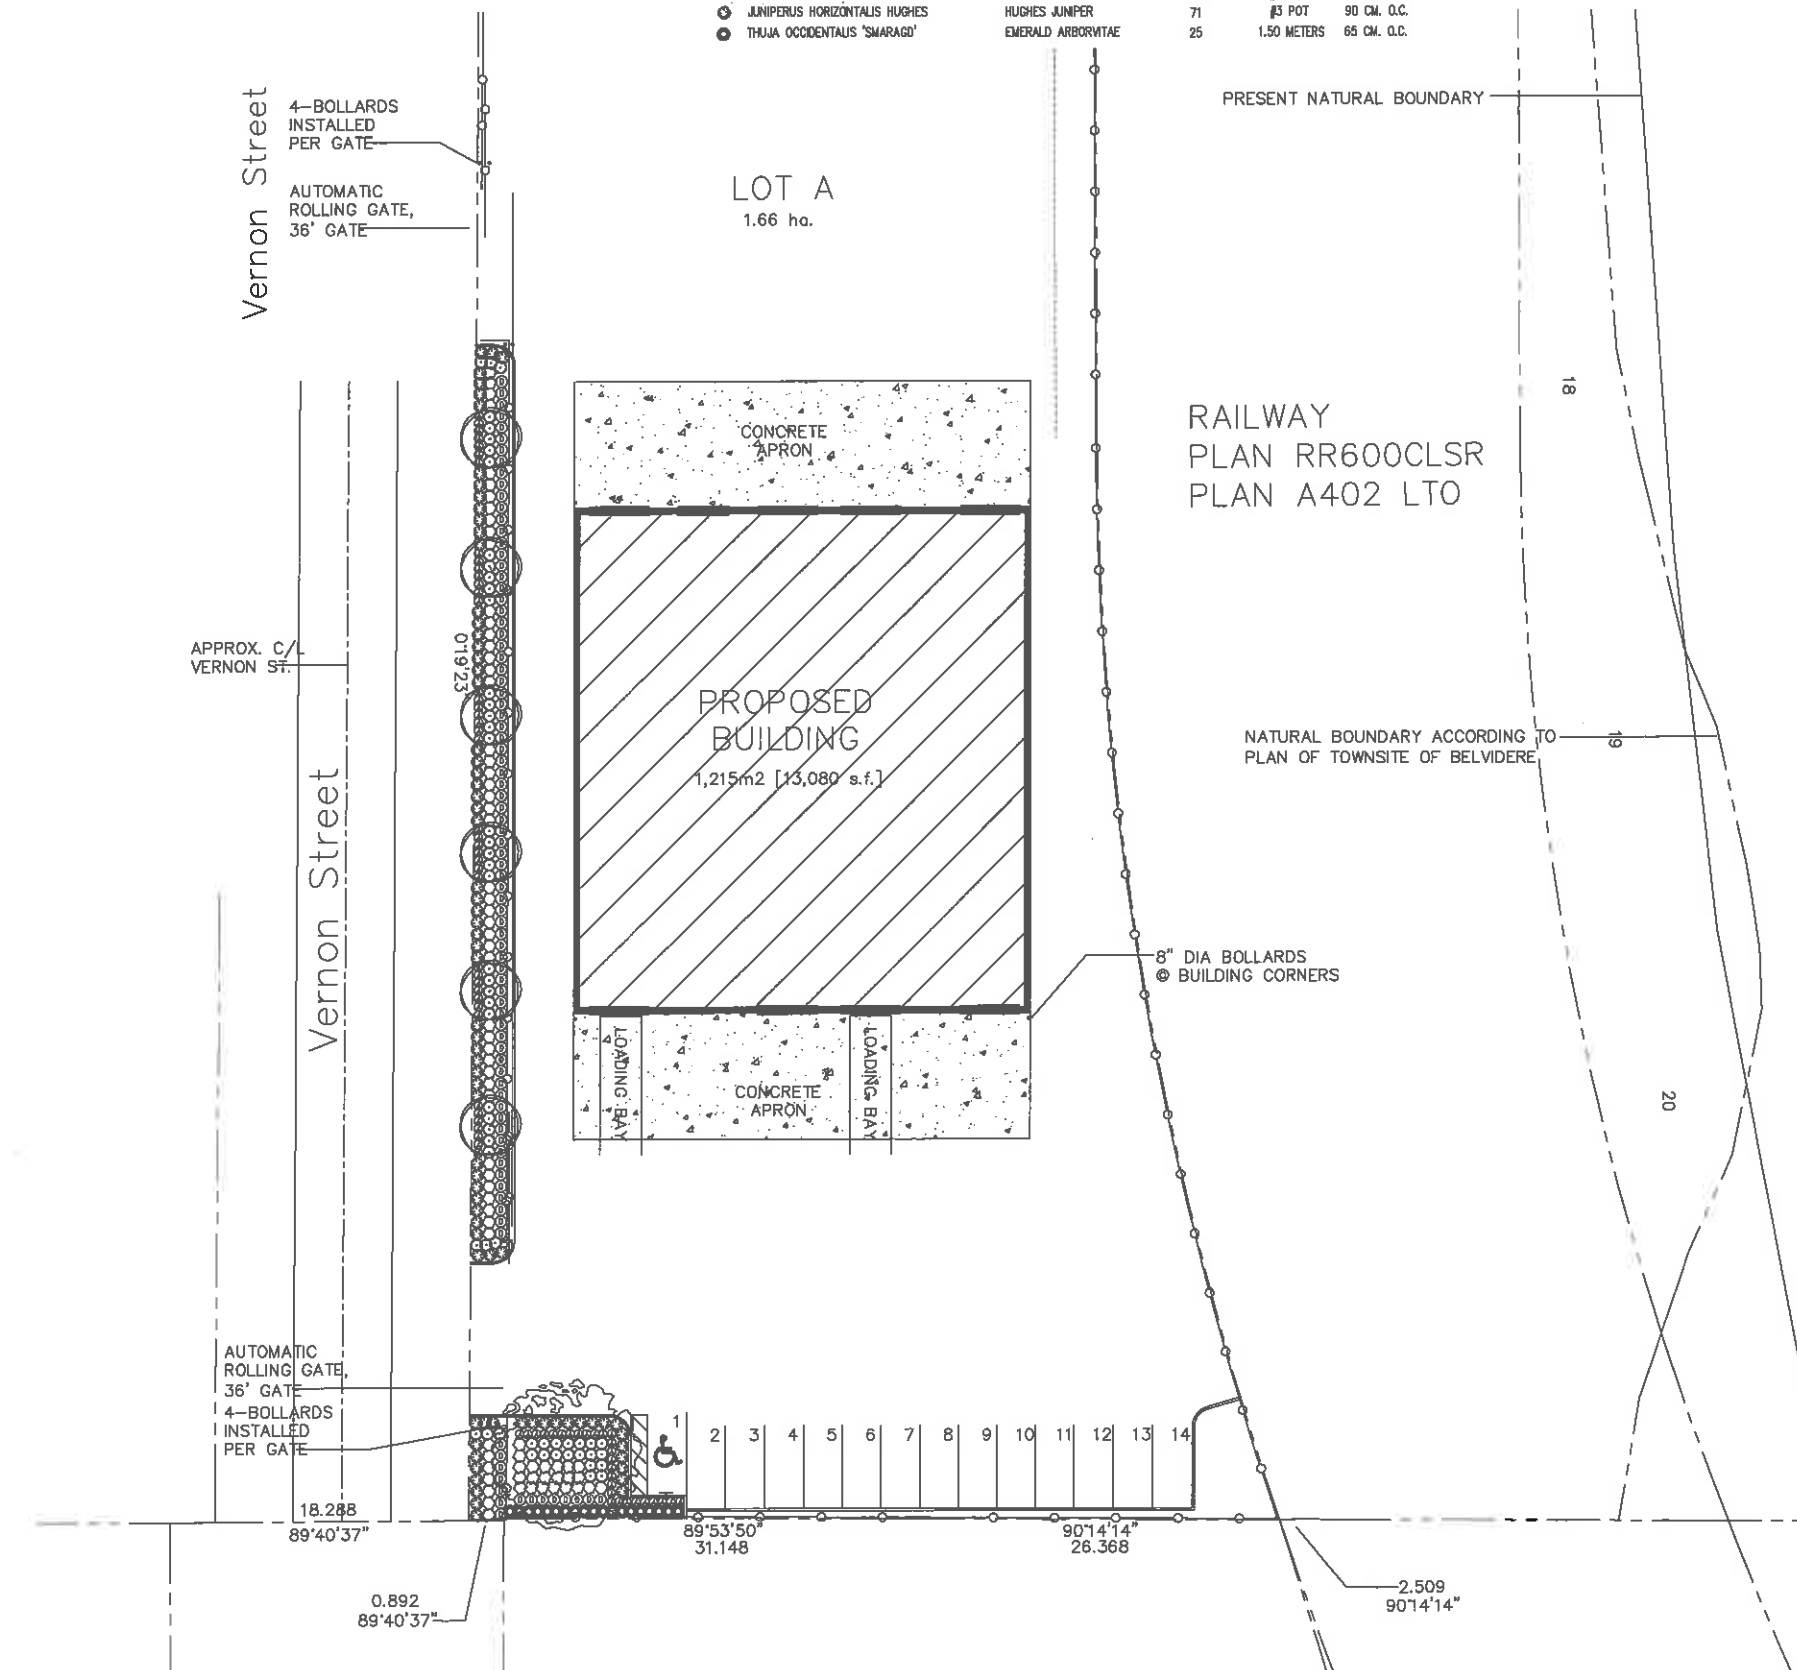 JUNIPERUS HORIZONTALIS HUGHES HUGHES JUNIPER 71 #3 POT 90 CM. O.C.
THUJA OCCIDENTALIS 'SMARAGD' EMERALD ARBORVITAE 25 1.50 METERS 65 CM. O.C.
Vernon Street
4-BOLLARDS
INSTALLED
PER GATE
AUTOMATIC
ROLLING GATE,
36' GATE
LOT A
1.66 ha.
PRESENT NATURAL BOUNDARY
18
CONCRETE
APRON
RAILWAY
PLAN RR600CLSR
PLAN A402 LTO
APPROX. C/L
VERNON ST.
0°19'23"
PROPOSED
BUILDING
1,215m2 [13,080 s.f.]
NATURAL BOUNDARY ACCORDING TO
PLAN OF TOWNSITE OF BELVIDERE
19
Vernon Street
8" DIA BOLLARDS
@ BUILDING CORNERS
LOADING BAY
CONCRETE
APRON
LOADING BAY
20
AUTOMATIC
ROLLING GATE,
36' GATE
4-BOLLARDS
INSTALLED
PER GATE
1 2 3 4 5 6 7 8 9 10 11 12 13 14
18.288
89°40'37"
89°53'50"
31.148
90°14'14"
26.368
0.892
89°40'37"
2.509
90°14'14"